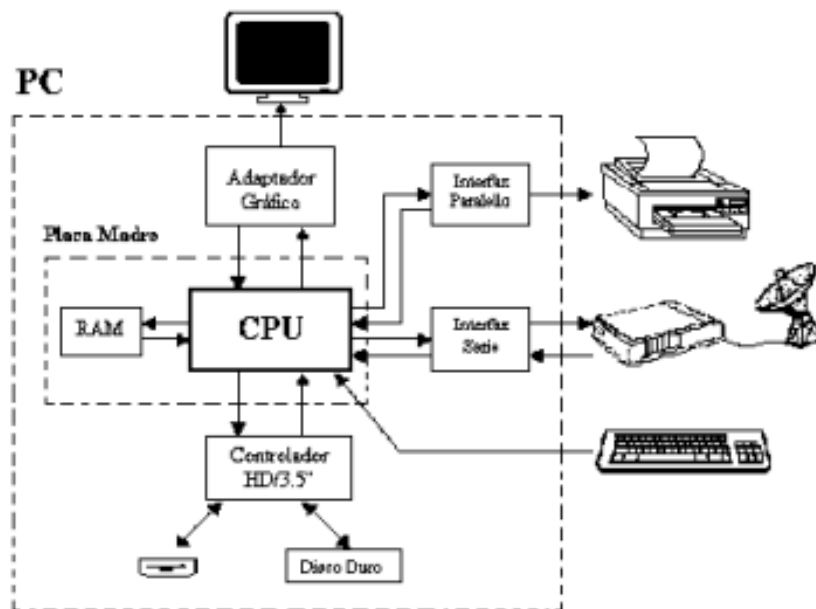 PC
Adaptador
Gráfico
Interfaz
Paralelo
Placa Madre
RAM
CPU
Interfaz
Serie
Controlador
HD/3.5"
Disco Duro